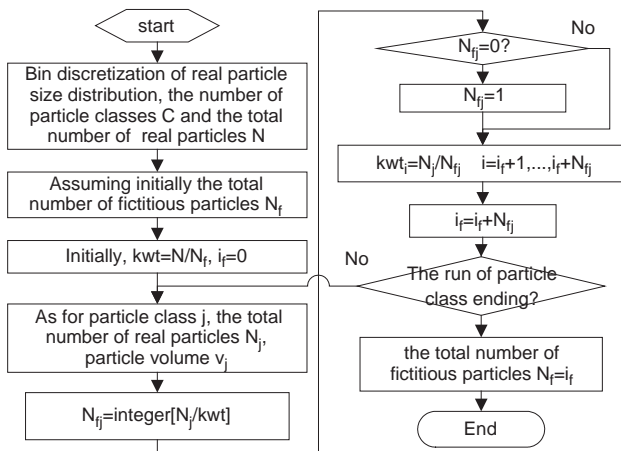 start
Bin discretization of real particle
size distribution, the number of
particle classes C and the total
number of real particles N
Assuming initially the total
number of fictitious particles N_f
Initially, kwt=N/N_f, i_f=0
As for particle class j, the total
number of real particles N_j,
particle volume v_j
N_fj=integer[N_j/kwt]
N_fj=0?
No
N_fj=1
kwt_i=N_j/N_fj i=i_f+1,...,i_f+N_fj
i_f=i_f+N_fj
No
The run of particle
class ending?
the total number of
fictitious particles N_f=i_f
End